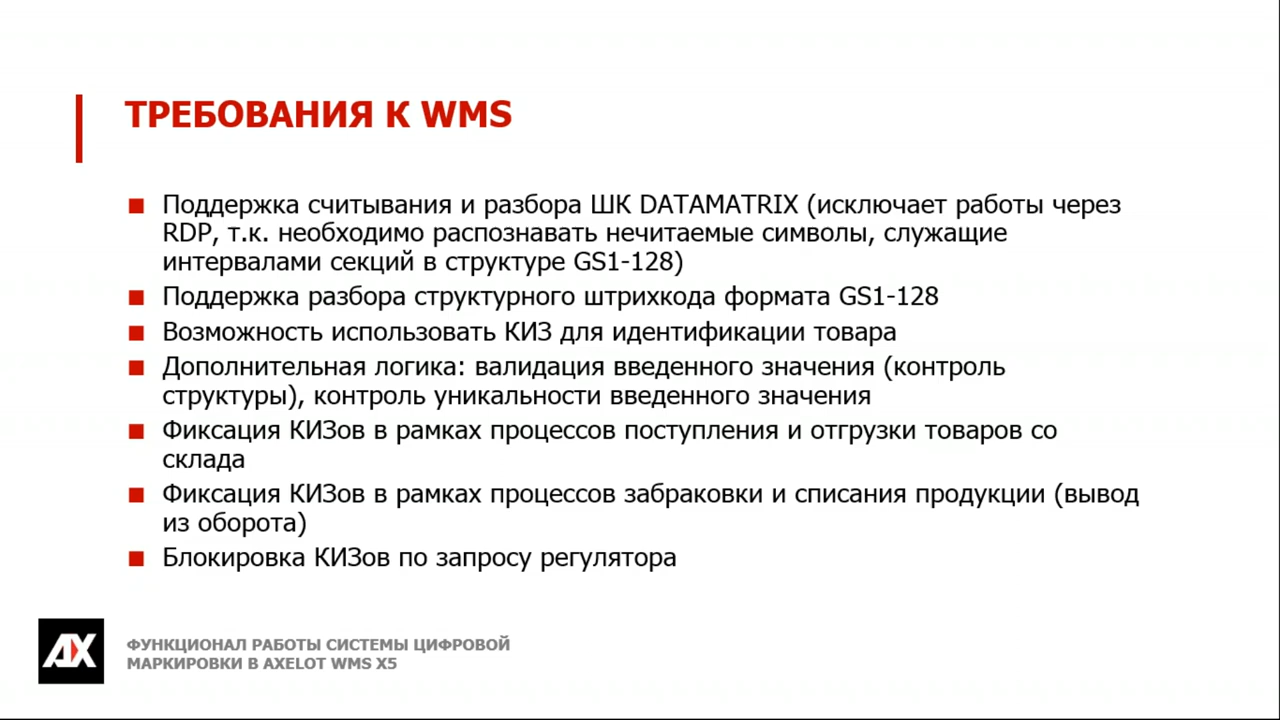 ТРЕБОВАНИЯ К WMS
Поддержка считывания и разбора ШК DATAMATRIX (исключает работы через
RDP, т.к. необходимо распознавать нечитаемые символы, служащие
интервалами секций в структуре GS1-128)
Поддержка разбора структурного штрихкода формата GS1-128
Возможность использовать КИЗ для идентификации товара
Дополнительная логика: валидация введенного значения (контроль
структуры), контроль уникальности введенного значения
Фиксация КИЗов в рамках процессов поступления и отгрузки товаров со
склада
Фиксация КИЗов в рамках процессов забраковки и списания продукции (вывод
из оборота)
Блокировка КИЗов по запросу регулятора
AX
ФУНКЦИОНАЛ РАБОТЫ СИСТЕМЫ ЦИФРОВОЙ
МАРКИРОВКИ В AXELOT WMS X5